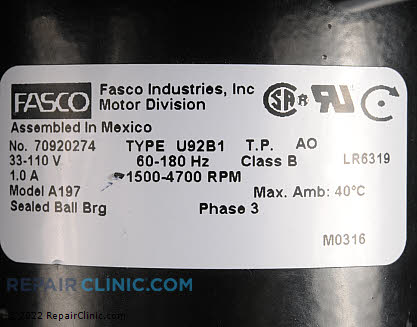 FASCO
Fasco Industries, Inc
Motor Division
Assembled In Mexico
No. 70920274 TYPE U92B1 T.P. AO
33-110 V 60-180 Hz Class B LR6319
1.0 A 1500-4700 RPM
Model A197 Max. Amb: 40°C
Sealed Ball Brg Phase 3
M0316
REPAIR CLINIC.COM
© 2022 RepairClinic.com